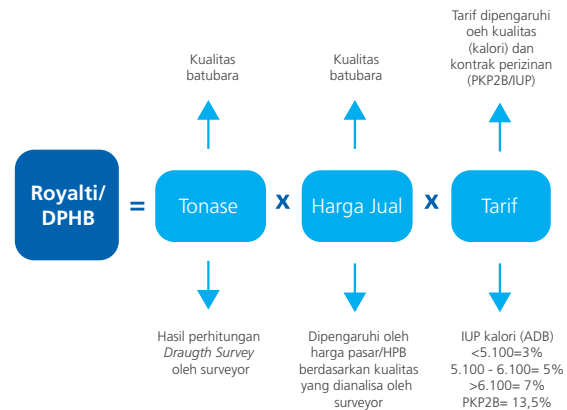 Tarif dipengaruhi
oeh kualitas
(kalori) dan
kontrak perizinan
(PKP2B/IUP)
Kualitas
batubara
Kualitas
batubara
Royalti/
DPHB
=
Tonase
x
Harga Jual
x
Tarif
Hasil perhitungan
Draugth Survey
oleh surveyor
Dipengaruhi oleh
harga pasar/HPB
berdasarkan kualitas
yang dianalisa oleh
surveyor
IUP kalori (ADB)
<5.100=3%
5.100 - 6.100= 5%
>6.100= 7%
PKP2B= 13,5%